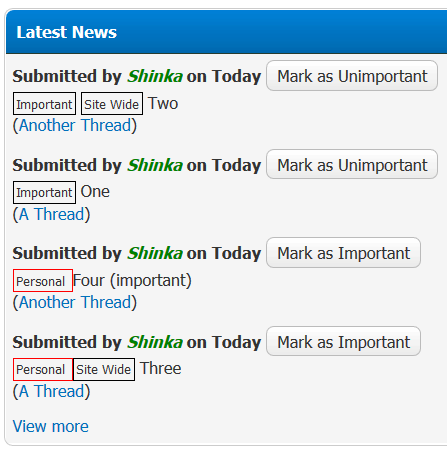 Latest News
Submitted by Shinka on Today Mark as Unimportant
Important Site Wide Two
(Another Thread)
Submitted by Shinka on Today Mark as Unimportant
Important One
(A Thread)
Submitted by Shinka on Today Mark as Important
Personal Four (important)
(Another Thread)
Submitted by Shinka on Today Mark as Important
Personal Site Wide Three
(A Thread)
View more